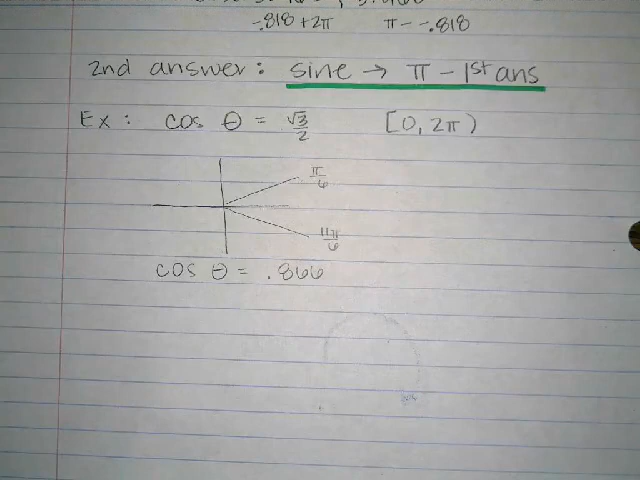 -.818 + 2π π - -.818
2nd answer: sine → π - 1st ans
Ex: cos θ = √3/2 [0, 2π)
π/6
11π/6
cos θ = .866